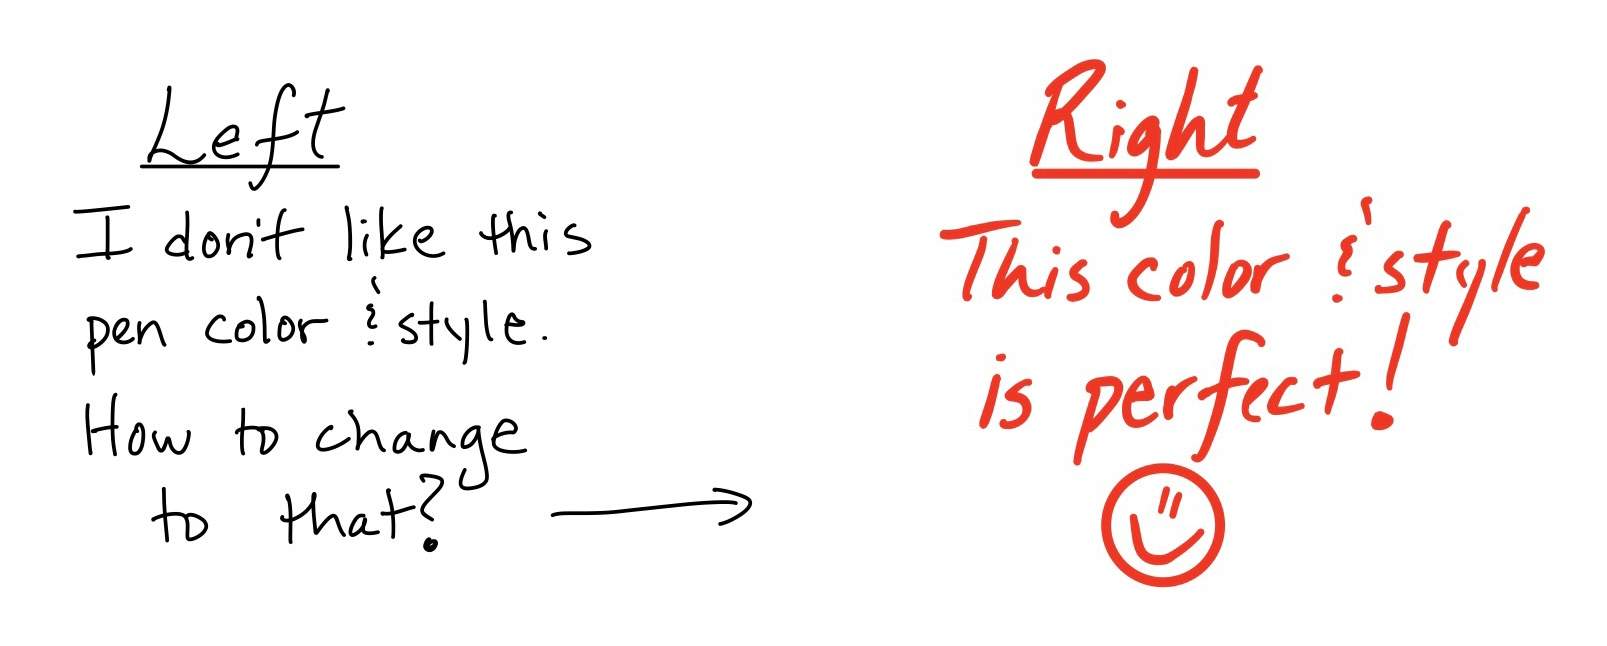 Left
I don't like this
pen color & style.
How to change
to that?
Right
This color & style
is perfect!